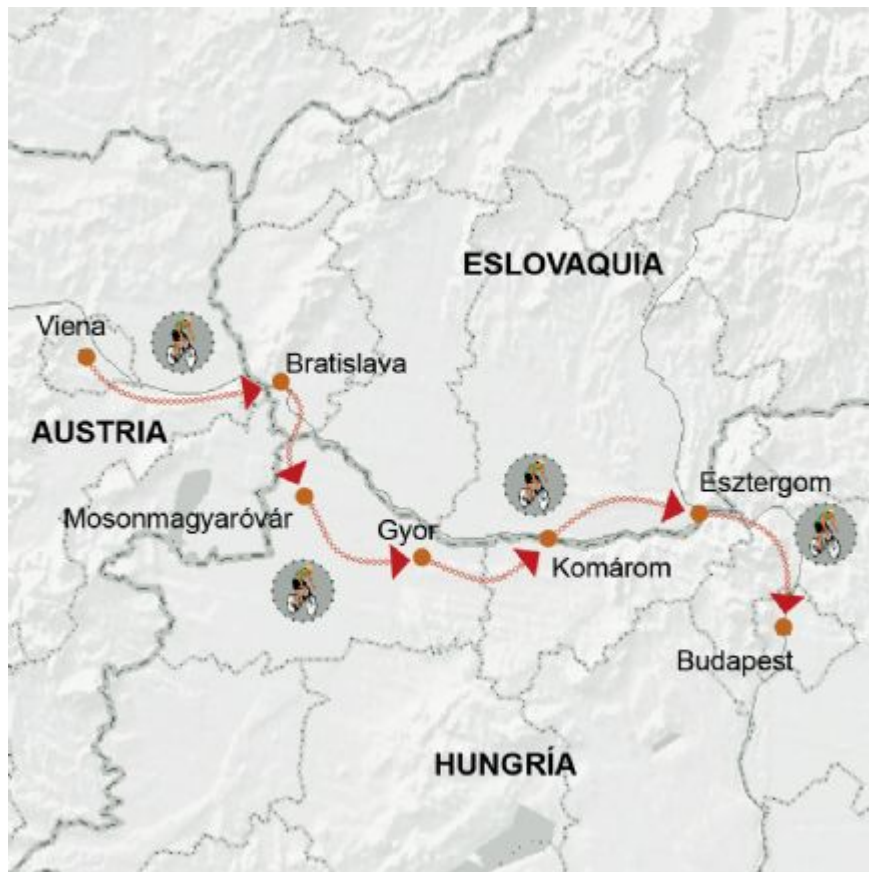 ESLOVAQUIA
Viena
Bratislava
AUSTRIA
Esztergom
Mosonmagyaróvár
Gyor
Komárom
Budapest
HUNGRÍA